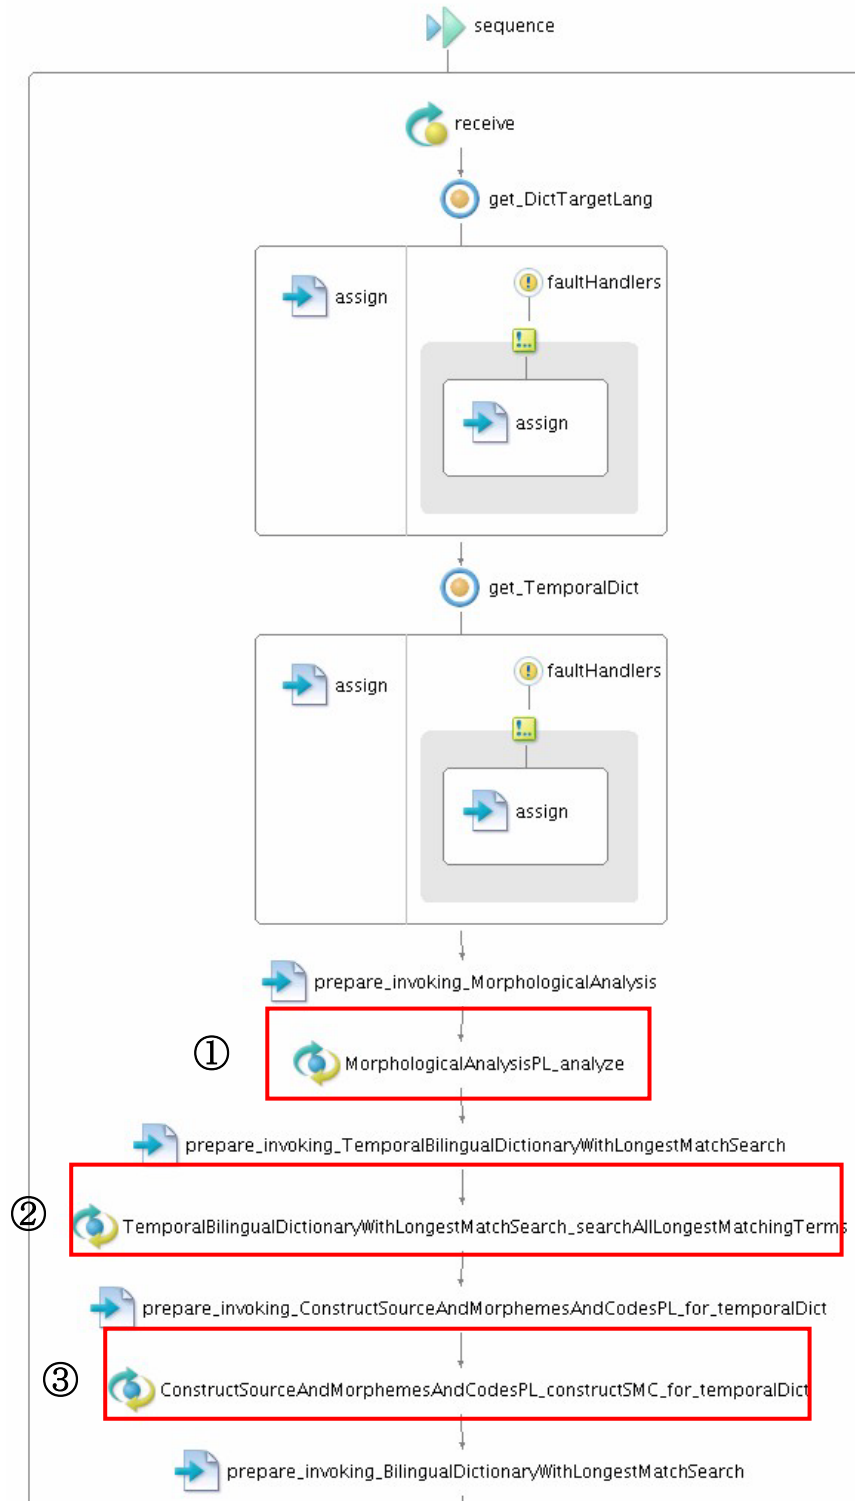 sequence
receive
get_DictTargetLang
faultHandlers
assign
assign
get_TemporalDict
faultHandlers
assign
assign
prepare_invoking_MorphologicalAnalysis
① MorphologicalAnalysisPL_analyze
prepare_invoking_TemporalBilingualDictionaryWithLongestMatchSearch
② TemporalBilingualDictionaryWithLongestMatchSearch_searchAllLongestMatchingTerms
prepare_invoking_ConstructSourceAndMorphemesAndCodesPL_for_temporalDict
③ ConstructSourceAndMorphemesAndCodesPL_constructSMC_for_temporalDict
prepare_invoking_BilingualDictionaryWithLongestMatchSearch